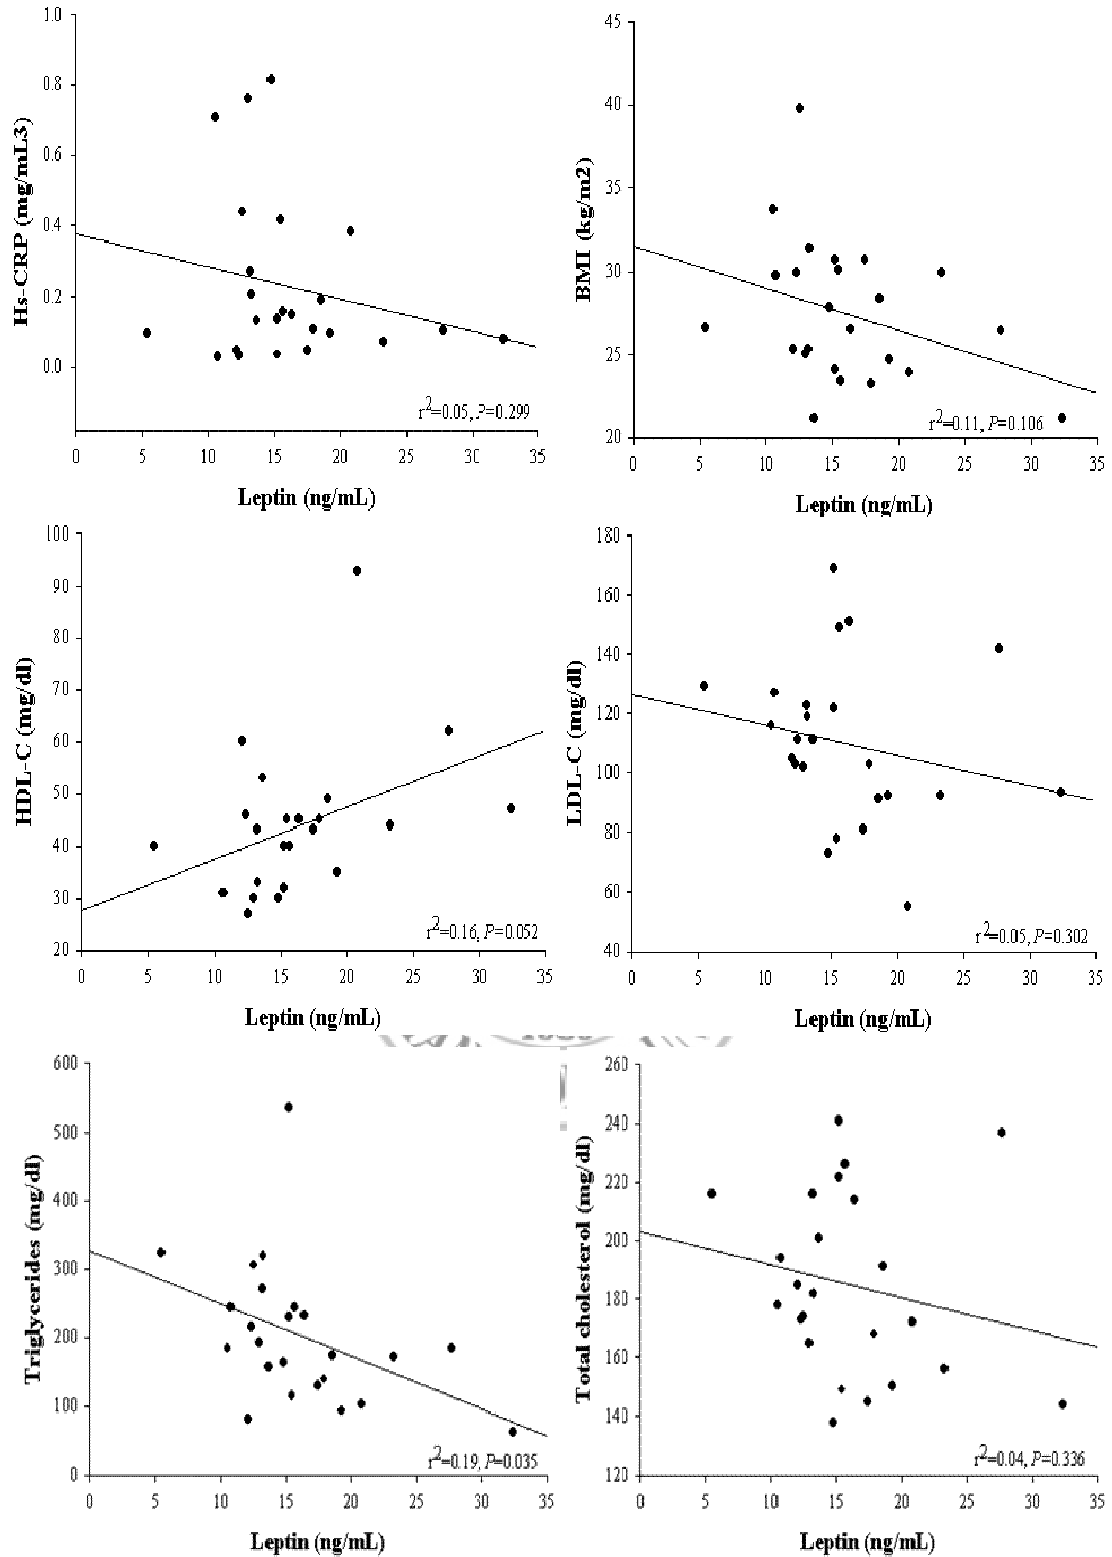 1.0
0.8
0.6
0.4
0.2
0.0
Hs-CRP (mg/mL3)
r2=0.05, P=0.299
0 5 10 15 20 25 30 35
Leptin (ng/mL)
45
40
35
30
25
20
BMI (kg/m2)
r2=0.11, P=0.106
0 5 10 15 20 25 30 35
Leptin (ng/mL)
100
90
80
70
60
50
40
30
20
HDL-C (mg/dl)
r2=0.16, P=0.052
0 5 10 15 20 25 30 35
Leptin (ng/mL)
180
160
140
120
100
80
60
40
LDL-C (mg/dl)
r2=0.05, P=0.302
0 5 10 15 20 25 30 35
Leptin (ng/mL)
600
500
400
300
200
100
0
Triglycerides (mg/dl)
r2=0.19, P=0.035
0 5 10 15 20 25 30 35
Leptin (ng/mL)
260
240
220
200
180
160
140
120
Total cholesterol (mg/dl)
r2=0.04, P=0.336
0 5 10 15 20 25 30 35
Leptin (ng/mL)